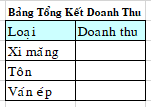 Bảng Tổng Kết Doanh Thu
Loại Doanh thu
Xi măng
Tôn
Ván ép